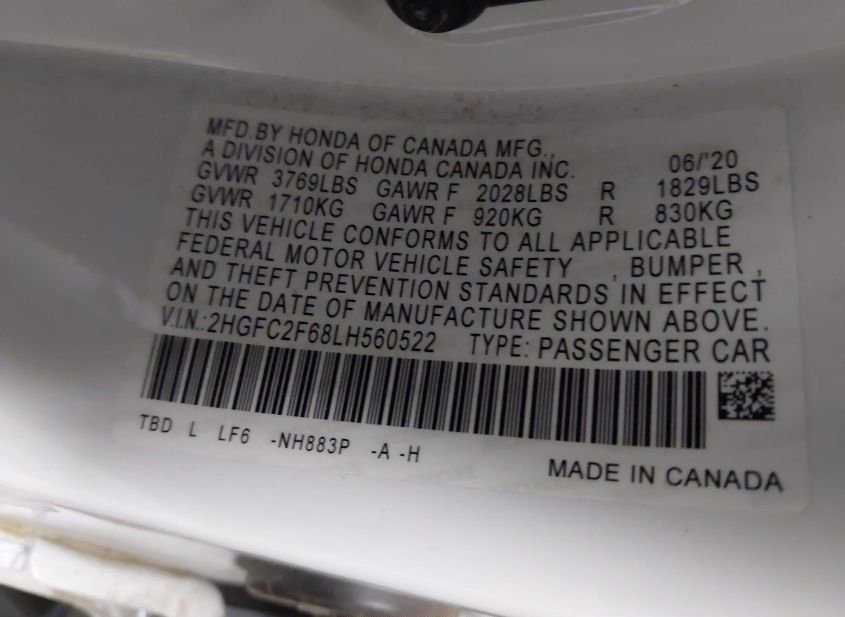 MFD.BY HONDA OF CANADA MFG.,
A DIVISION OF HONDA CANADA INC. 06/'20
GVWR 3769LBS GAWR F 2028LBS R 1829LBS
GVWR 1710KG GAWR F 920KG R 830KG
THIS VEHICLE CONFORMS TO ALL APPLICABLE
FEDERAL MOTOR VEHICLE SAFETY , BUMPER ,
AND THEFT PREVENTION STANDARDS IN EFFECT
ON THE DATE OF MANUFACTURE SHOWN ABOVE.
V.I.N.:2HGFC2F68LH560522 TYPE: PASSENGER CAR
TBD L LF6 -NH883P -A -H
MADE IN CANADA